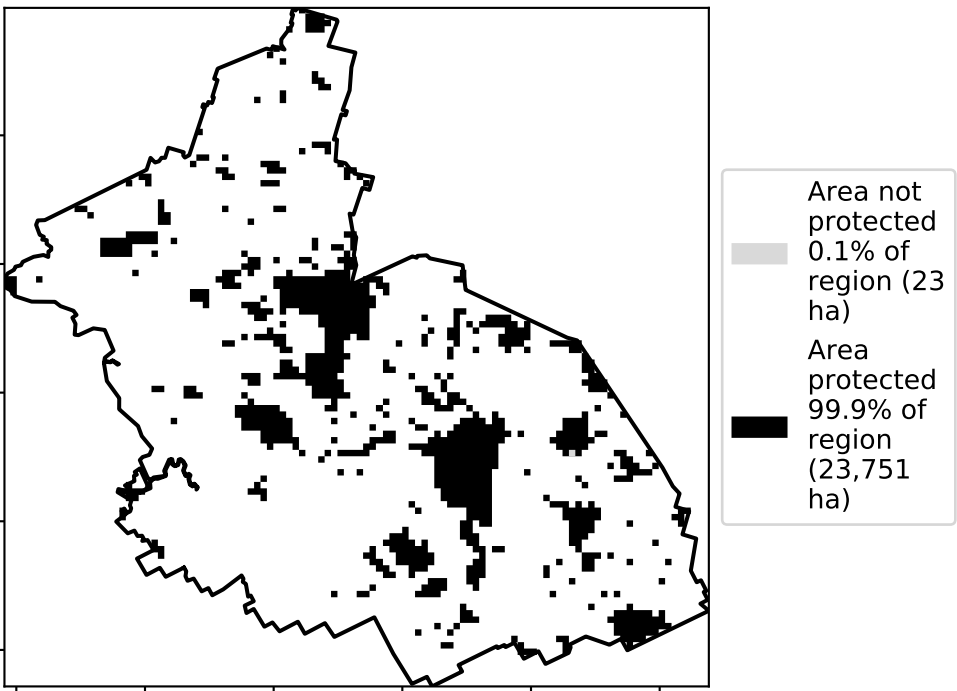 Area not
protected
0.1% of
region (23
ha)
Area
protected
99.9% of
region
(23,751
ha)